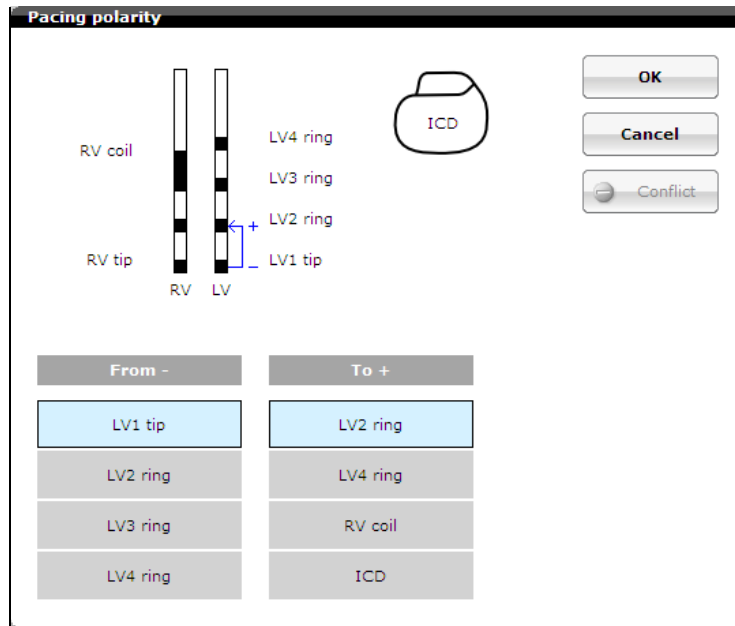 Pacing polarity
OK
ICD
LV4 ring
Cancel
RV coil
LV3 ring
Conflict
+ LV2 ring
RV tip
– LV1 tip
RV LV
From - To +
LV1 tip LV2 ring
LV2 ring LV4 ring
LV3 ring RV coil
LV4 ring ICD